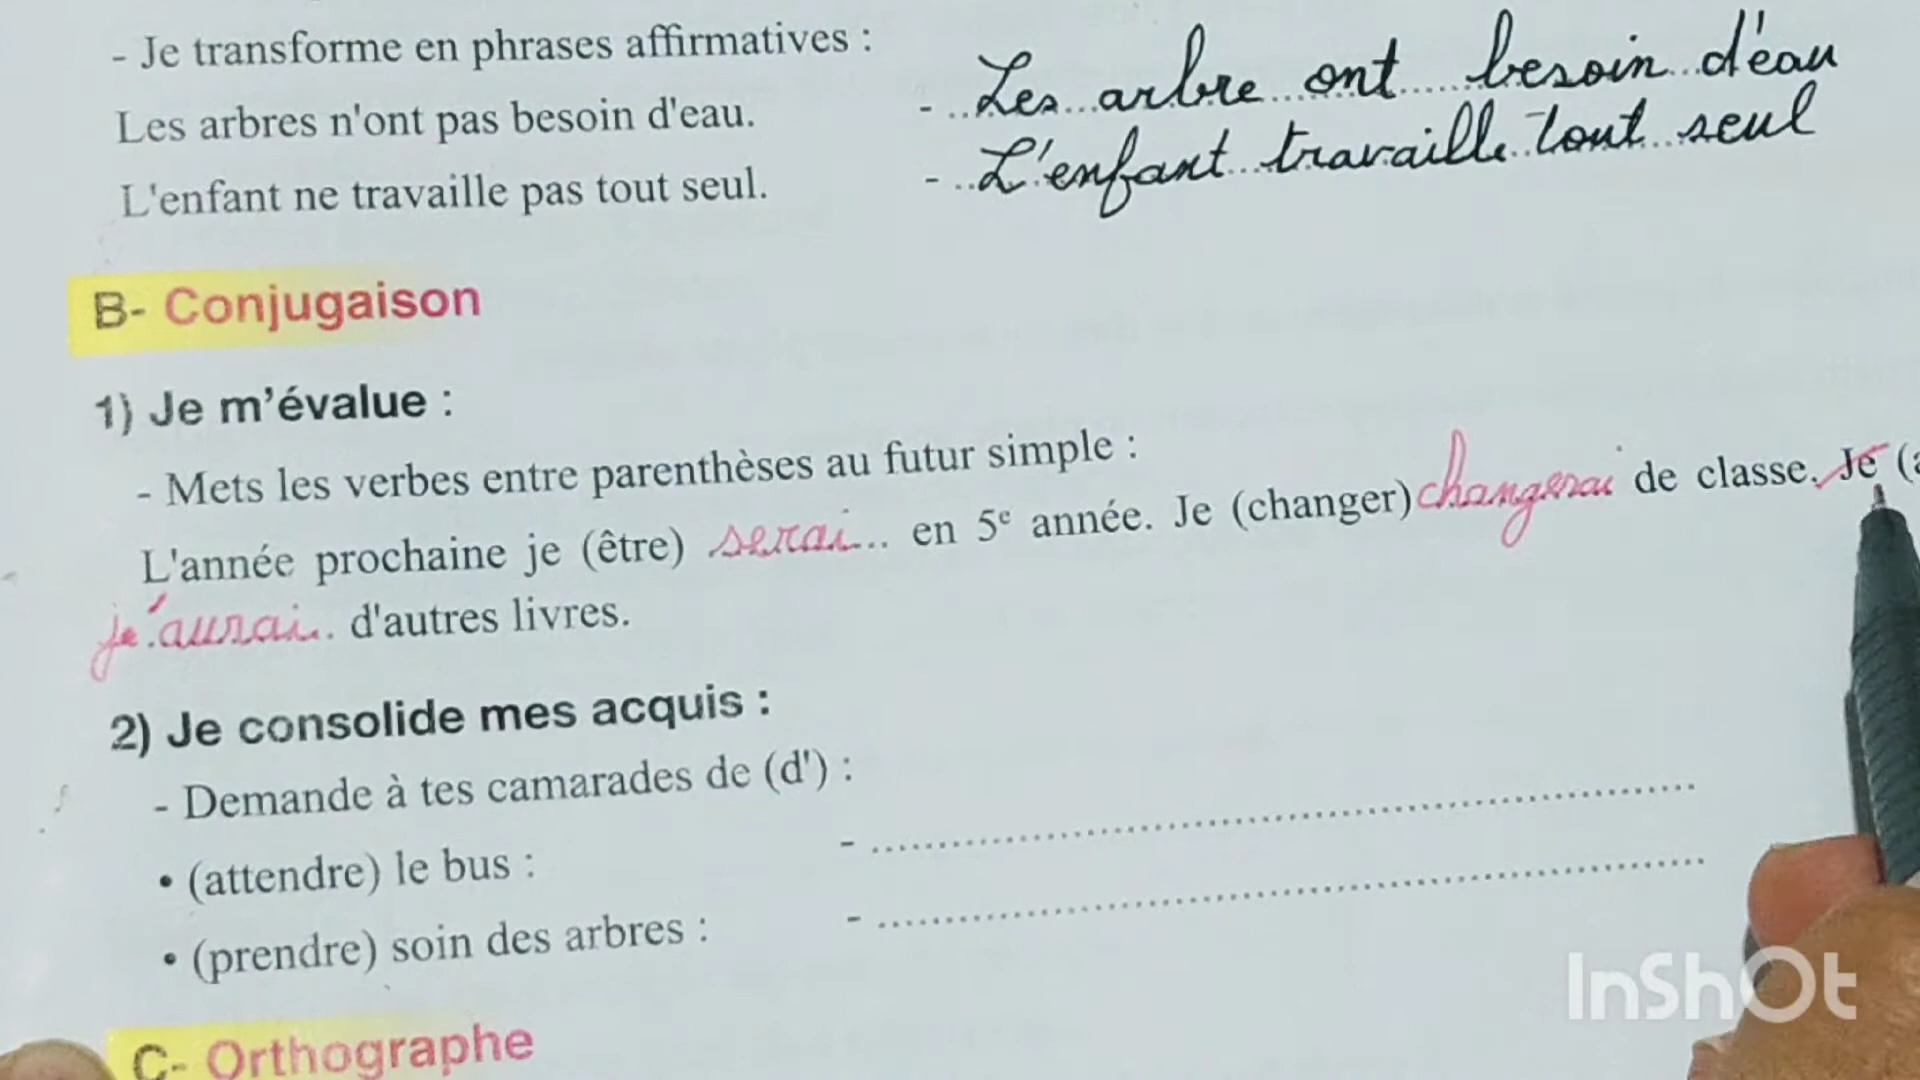 - Je transforme en phrases affirmatives :
Les arbres n'ont pas besoin d'eau. - Les arbre ont besoin d'eau
L'enfant ne travaille pas tout seul. - L'enfant travaille tout seul
B- Conjugaison
1) Je m'évalue :
- Mets les verbes entre parenthèses au futur simple :
L'année prochaine je (être) serai en 5e année. Je (changer) changerai de classe. Je (
je'aurai d'autres livres.
2) Je consolide mes acquis :
- Demande à tes camarades de (d') :
• (attendre) le bus : -
• (prendre) soin des arbres : -
C- Orthographe
InShOt